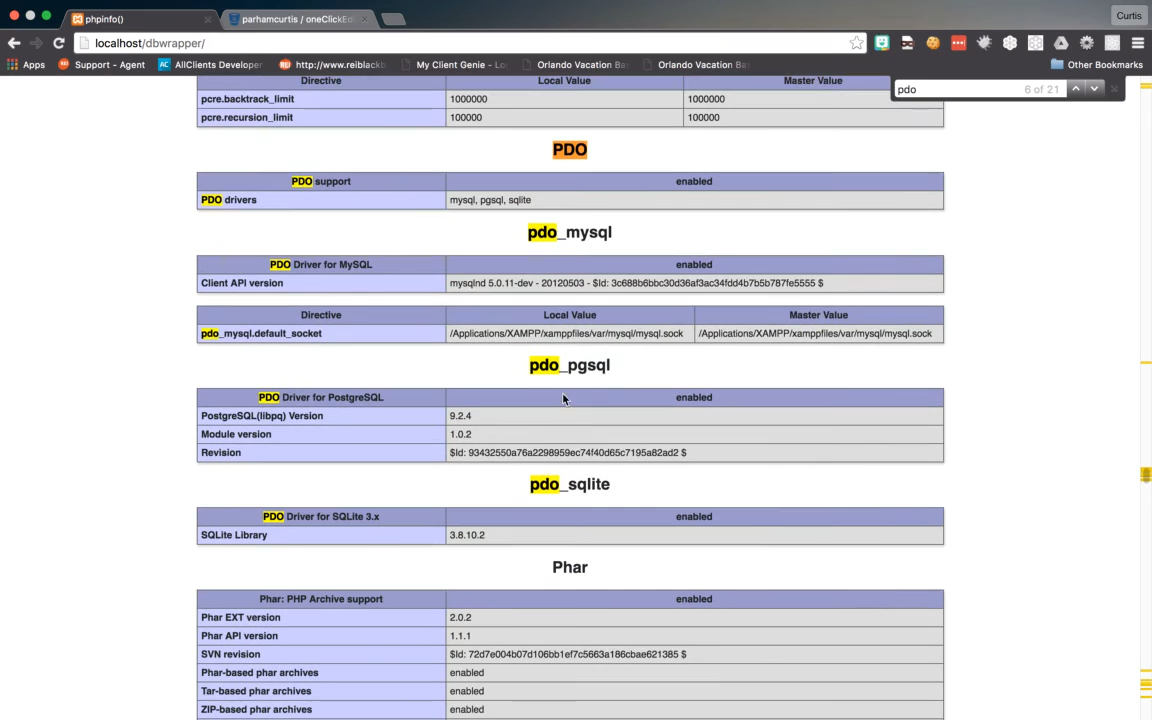 phpinfo()
parhamcurtis / oneClickEd
Curtis
localhost/dbwrapper/
Apps
Support - Agent
AllClients Developer
http://www.reiblackb
My Client Genie - Lo
Orlando Vacation Ba
Orlando Vacation Ba
Other Bookmarks
pdo 6 of 21
Directive Local Value Master Value
pcre.backtrack_limit 1000000 1000000
pcre.recursion_limit 100000 100000
PDO
PDO support enabled
PDO drivers mysql, pgsql, sqlite
pdo_mysql
PDO Driver for MySQL enabled
Client API version mysqlnd 5.0.11-dev - 20120503 - $Id: 3c688b6bbc30d36af3ac34fdd4b7b5b787fe5555 $
Directive Local Value Master Value
pdo_mysql.default_socket /Applications/XAMPP/xamppfiles/var/mysql/mysql.sock /Applications/XAMPP/xamppfiles/var/mysql/mysql.sock
pdo_pgsql
PDO Driver for PostgreSQL enabled
PostgreSQL(libpq) Version 9.2.4
Module version 1.0.2
Revision $Id: 93432550a76a2298959ec74f40d65c7195a82ad2 $
pdo_sqlite
PDO Driver for SQLite 3.x enabled
SQLite Library 3.8.10.2
Phar
Phar: PHP Archive support enabled
Phar EXT version 2.0.2
Phar API version 1.1.1
SVN revision $Id: 72d7e004b07d106bb1ef7c5663a186cbae621385 $
Phar-based phar archives enabled
Tar-based phar archives enabled
ZIP-based phar archives enabled